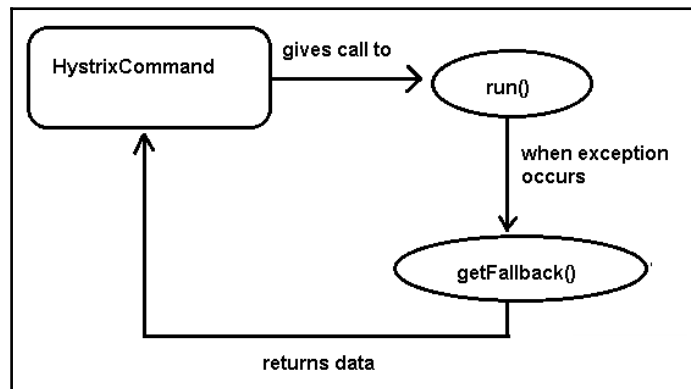 HystrixCommand
gives call to
run()
when exception
occurs
getFallback()
returns data